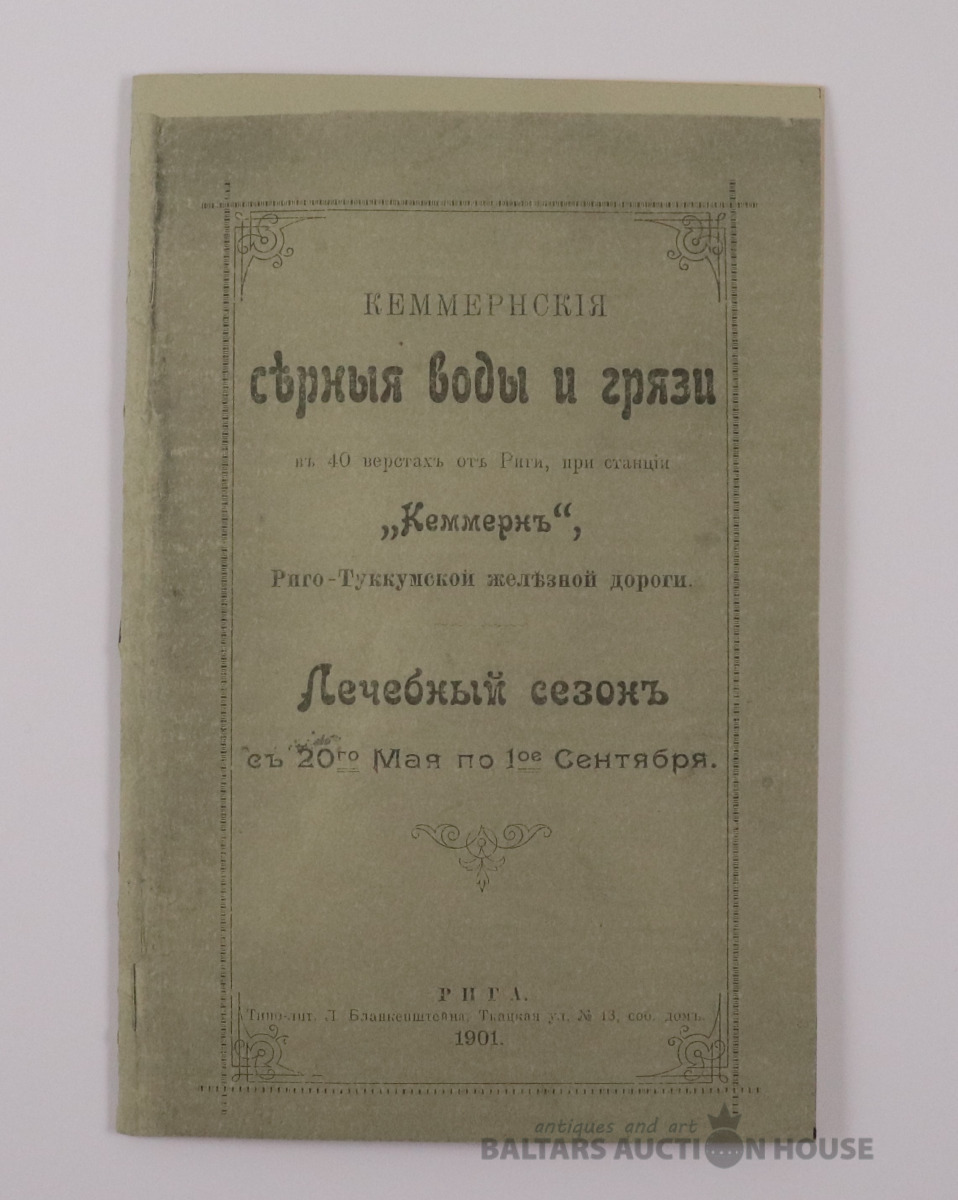 КЕММЕРНСКІЯ
сѣрныя воды и грязи
въ 40 верстахъ отъ Риги, при станціи
„Кеммернъ“,
Риго-Туккумской желѣзной дороги.
Лечебный сезонъ
съ 20го Мая по 1ое Сентября.
РИГА.
Типо-лит. Л. Бланкенштейна, Ткацкая ул. № 13, соб. домъ.
1901.
antiques and art
BALTARS AUCTION HOUSE